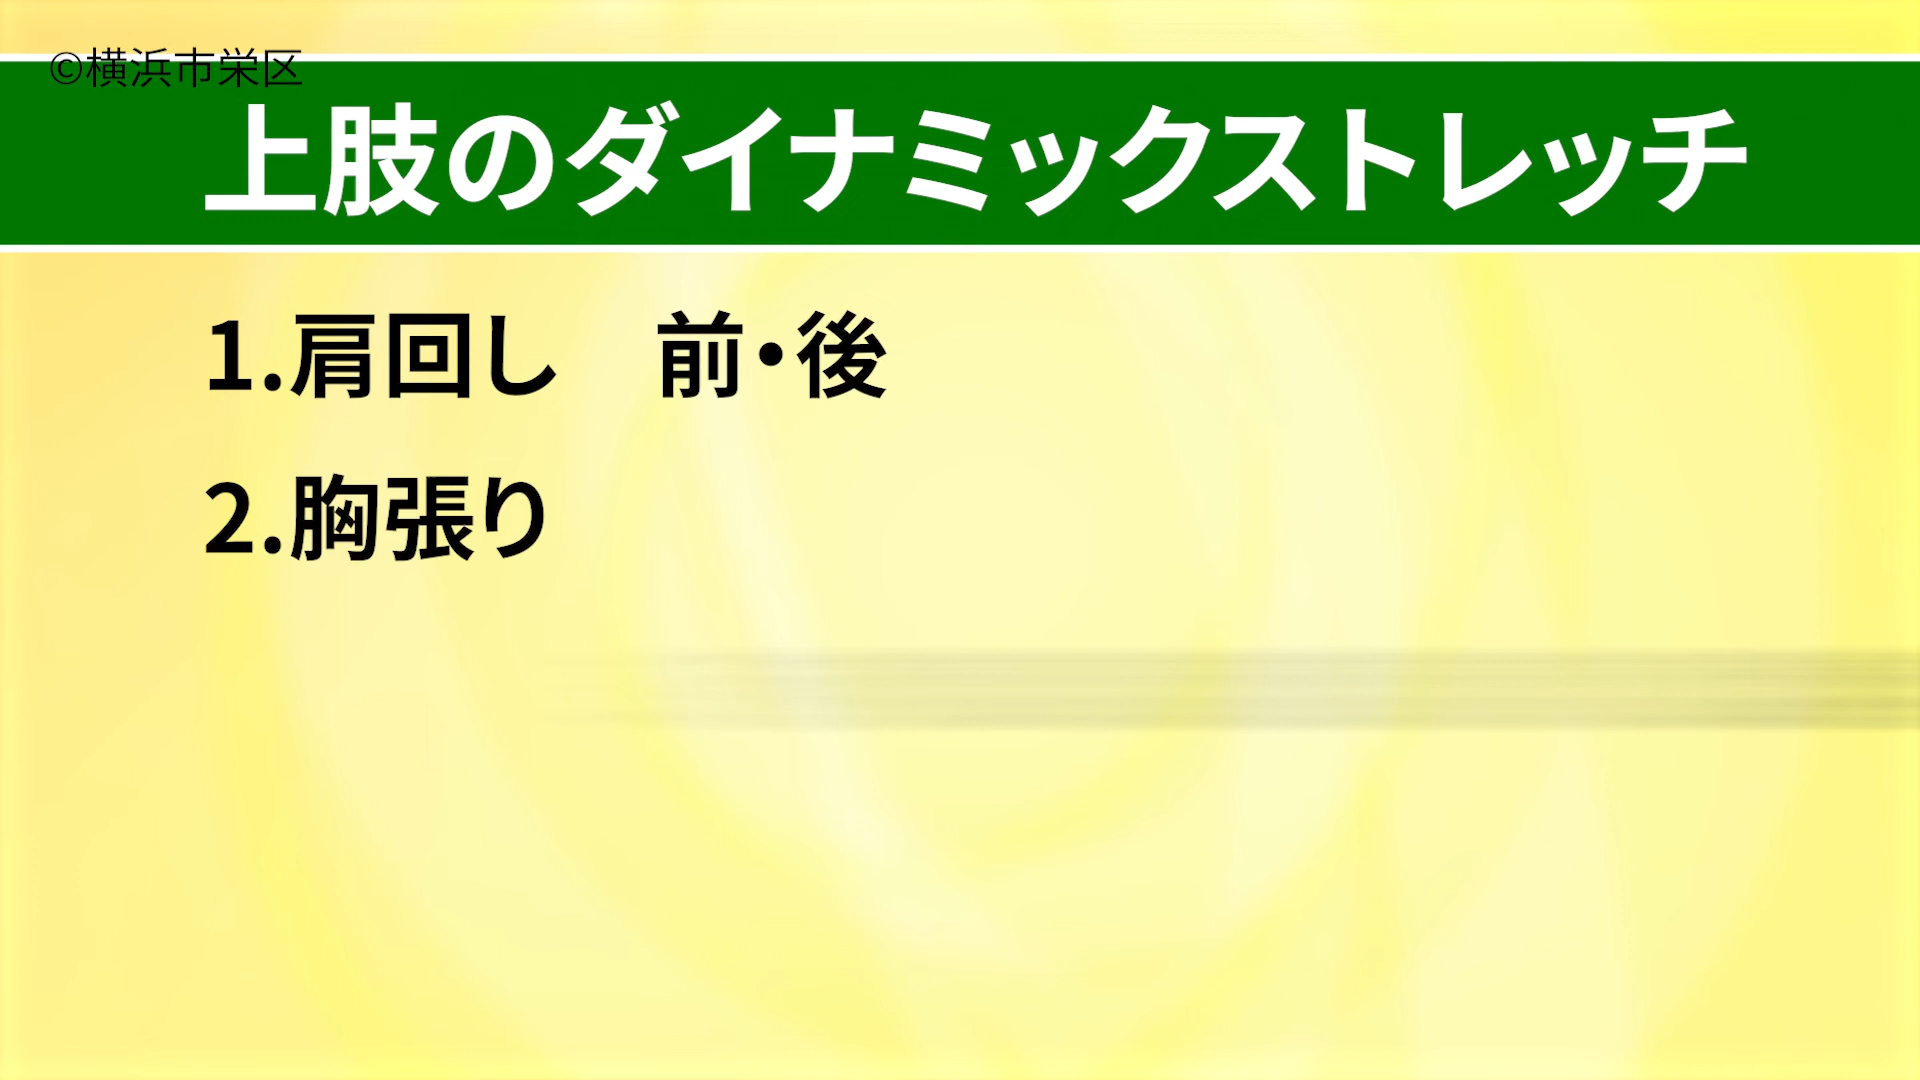 ©横浜市栄区
上肢のダイナミックストレッチ
1.肩回し　前・後
2.胸張り